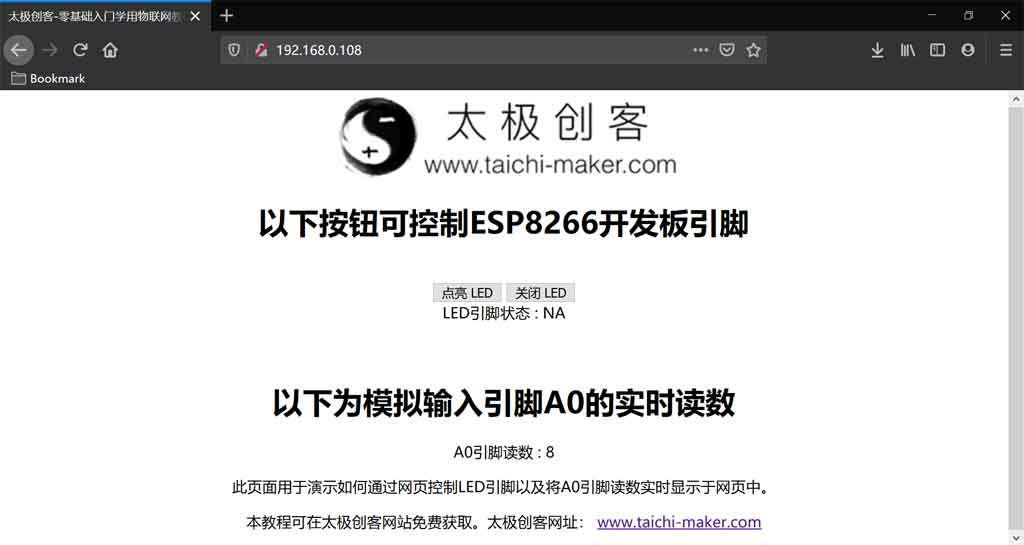 太极创客-零基础入门学用物联网教
192.168.0.108
Bookmark
太极创客
www.taichi-maker.com
以下按钮可控制ESP8266开发板引脚
点亮 LED 关闭 LED
LED引脚状态 : NA
以下为模拟输入引脚A0的实时读数
A0引脚读数 : 8
此页面用于演示如何通过网页控制LED引脚以及将A0引脚读数实时显示于网页中。
本教程可在太极创客网站免费获取。太极创客网址： www.taichi-maker.com